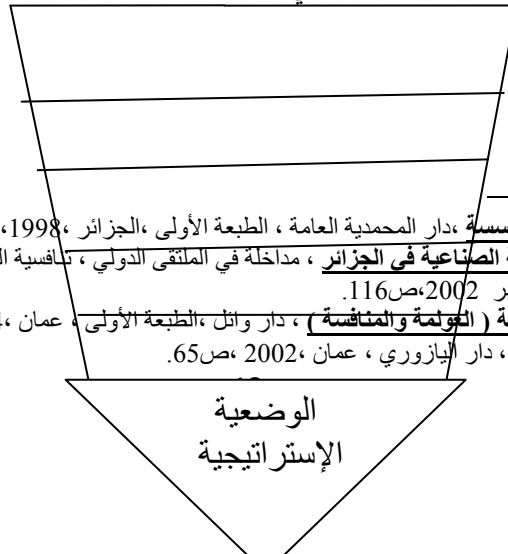 سسة ،دار المحمدية العامة ، الطبعة الأولى ،الجزائر ،1998،
ة الصناعية في الجزائر ، مداخلة في الملتقى الدولي ، تنافسية ال
ر 2002،ص116.
ة ( العولمة والمنافسة ) ، دار وائل ،الطبعة الأولى ، عمان ،
، دار اليازوري ، عمان ،2002 ،ص65.
الوضعية
الإستراتيجية